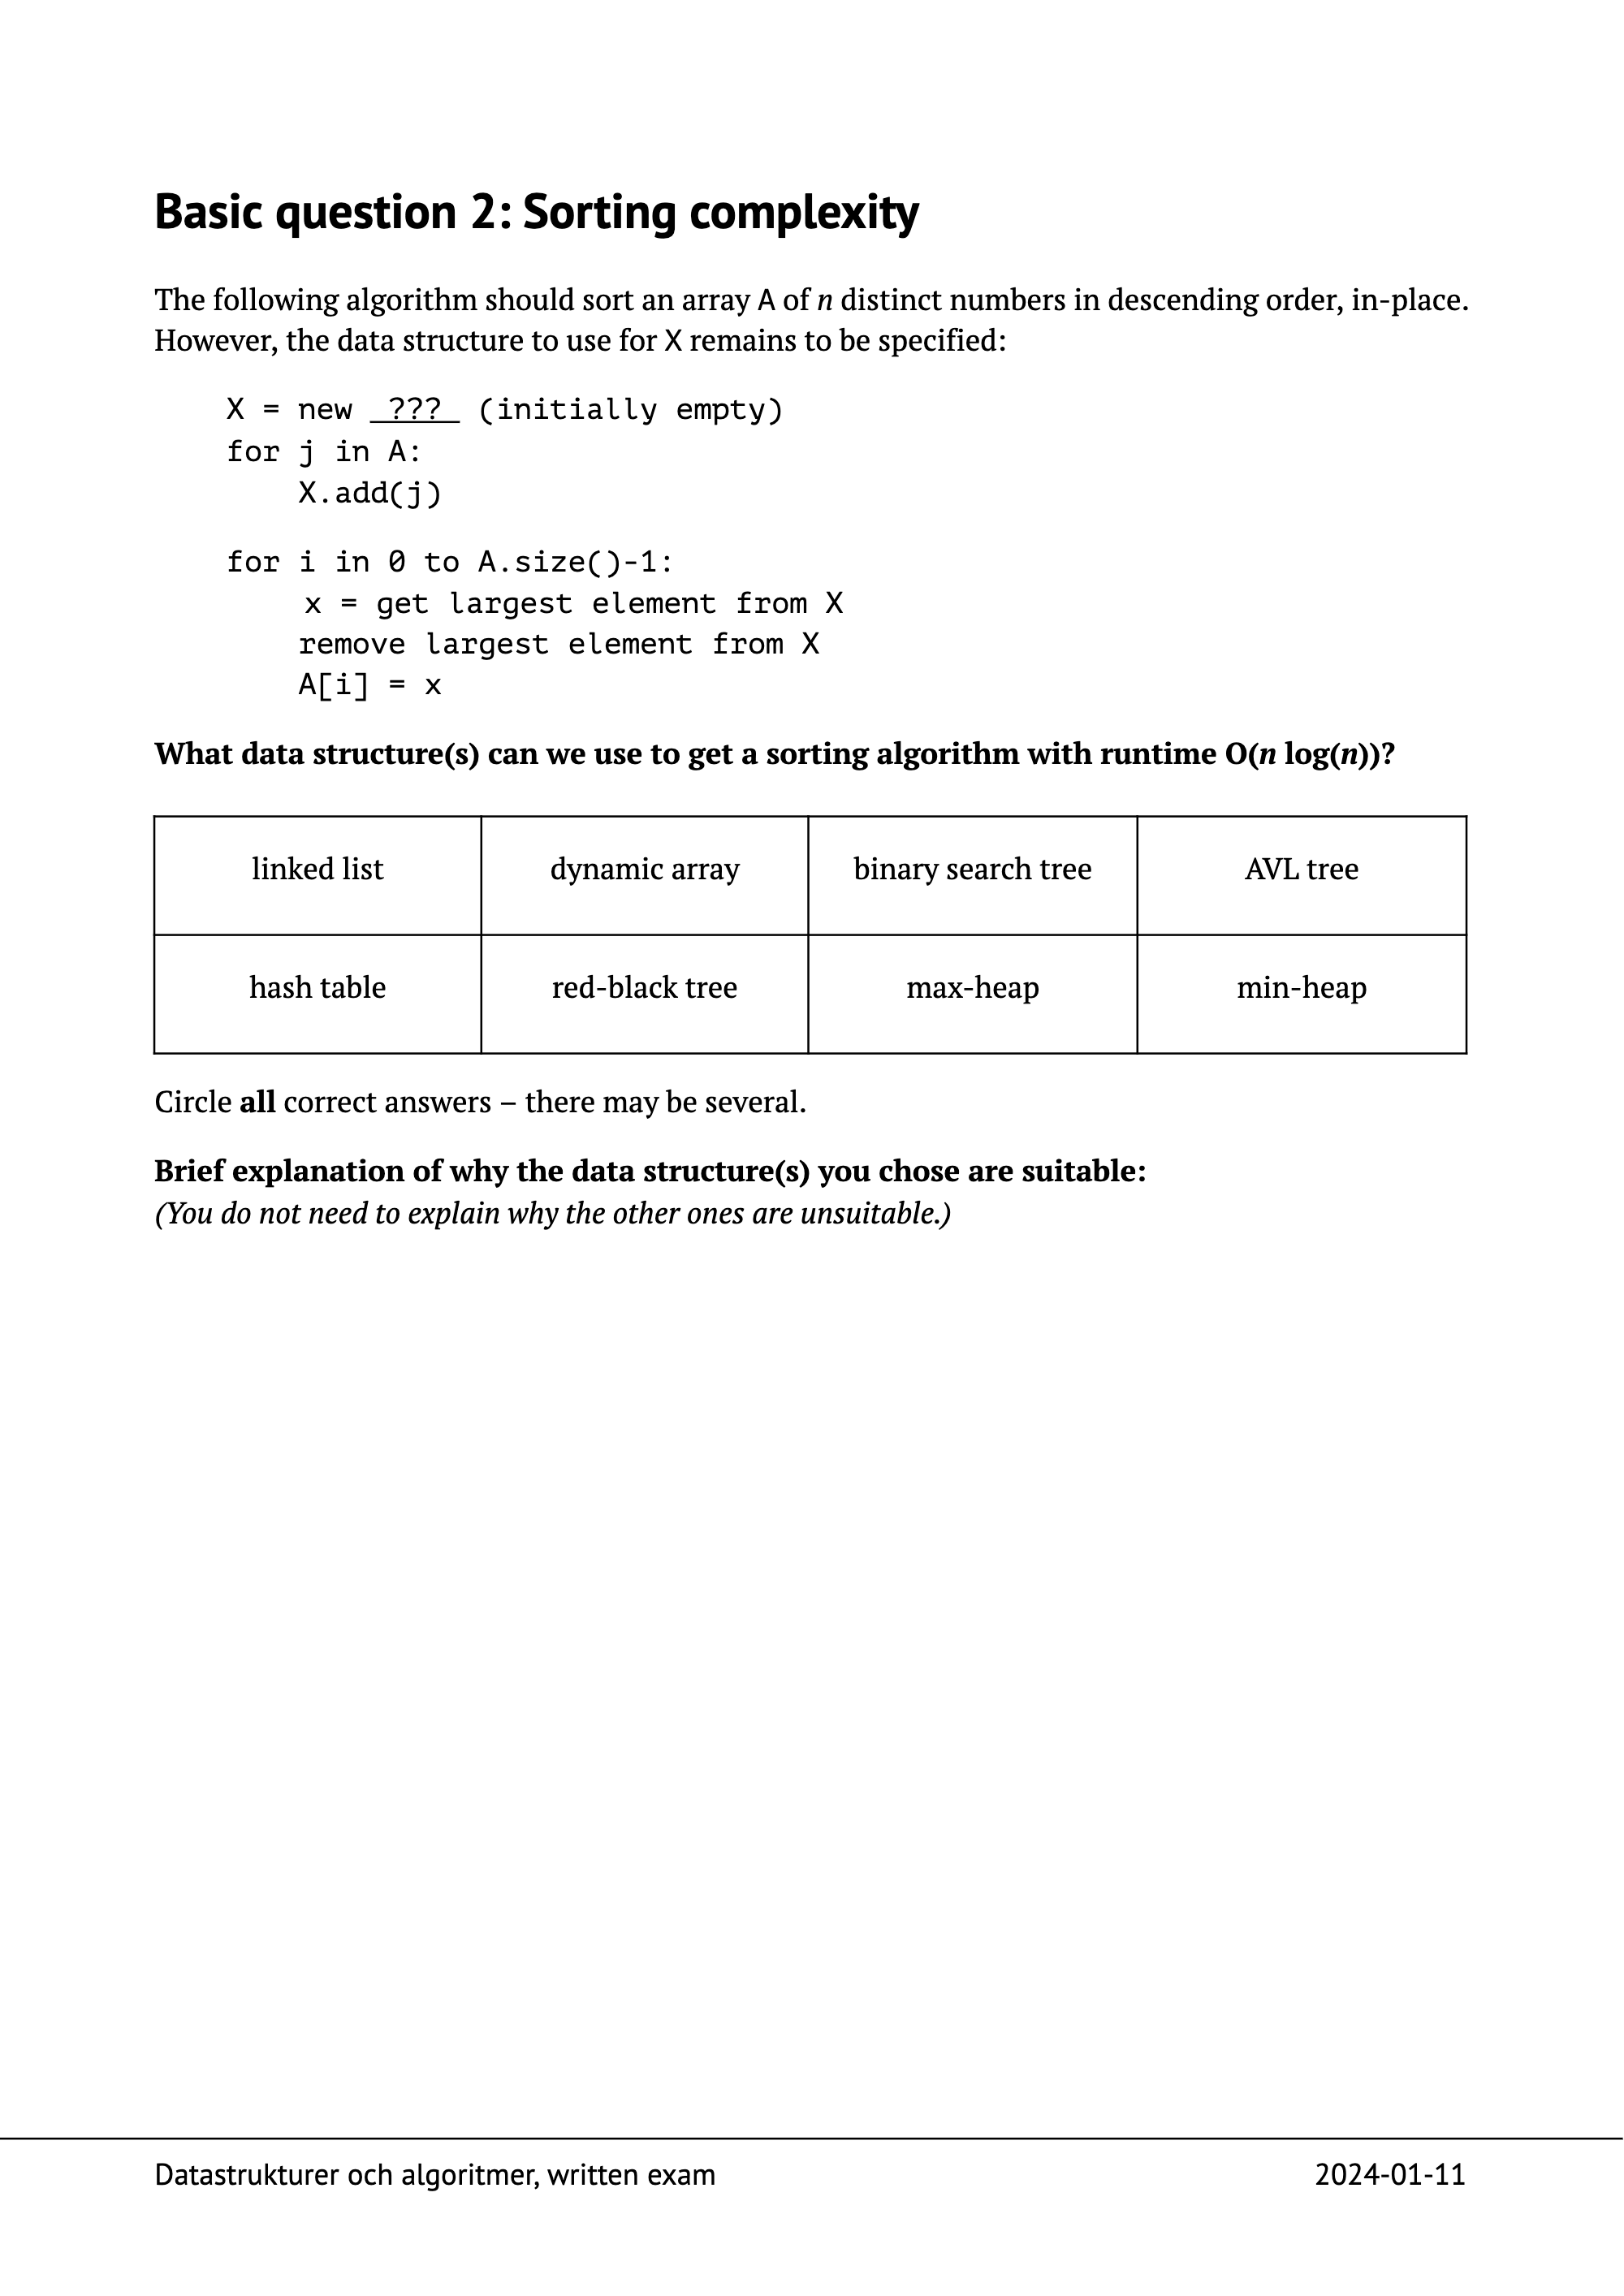 Basic question 2: Sorting complexity
The following algorithm should sort an array A of n distinct numbers in descending order, in-place.
However, the data structure to use for X remains to be specified:
X = new _???_ (initially empty)
for j in A:
    X.add(j)
for i in 0 to A.size()-1:
    x = get largest element from X
    remove largest element from X
    A[i] = x
What data structure(s) can we use to get a sorting algorithm with runtime O(n log(n))?
linked list dynamic array binary search tree AVL tree
hash table red-black tree max-heap min-heap
Circle all correct answers – there may be several.
Brief explanation of why the data structure(s) you chose are suitable:
(You do not need to explain why the other ones are unsuitable.)
Datastrukturer och algoritmer, written exam 2024-01-11